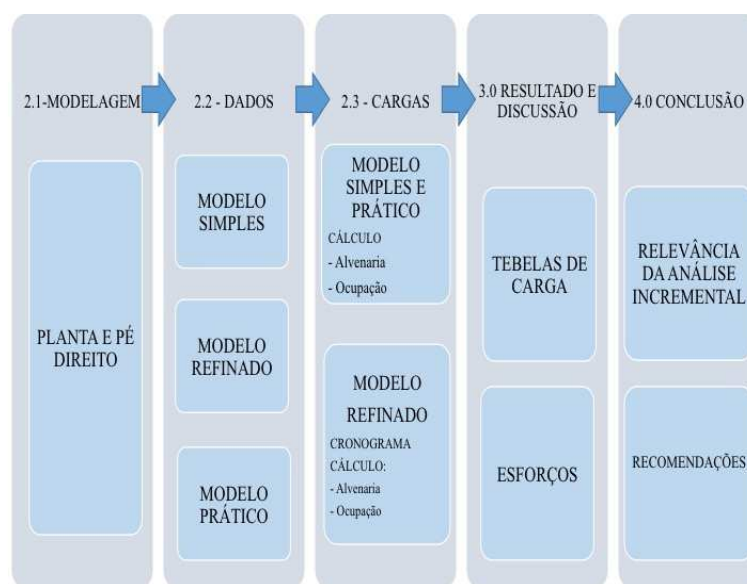 2.1-MODELAGEM
PLANTA E PÉ
DIREITO
2.2 - DADOS
MODELO
SIMPLES
MODELO
REFINADO
MODELO
PRÁTICO
2.3 - CARGAS
MODELO
SIMPLES E
PRÁTICO
CÁLCULO
- Alvenaria
- Ocupação
MODELO
REFINADO
CRONOGRAMA
CÁLCULO:
- Alvenaria
- Ocupação
3.0 RESULTADO E
DISCUSSÃO
TEBELAS DE
CARGA
ESFORÇOS
4.0 CONCLUSÃO
RELEVÂNCIA
DA ANÁLISE
INCREMENTAL
RECOMENDAÇÕES